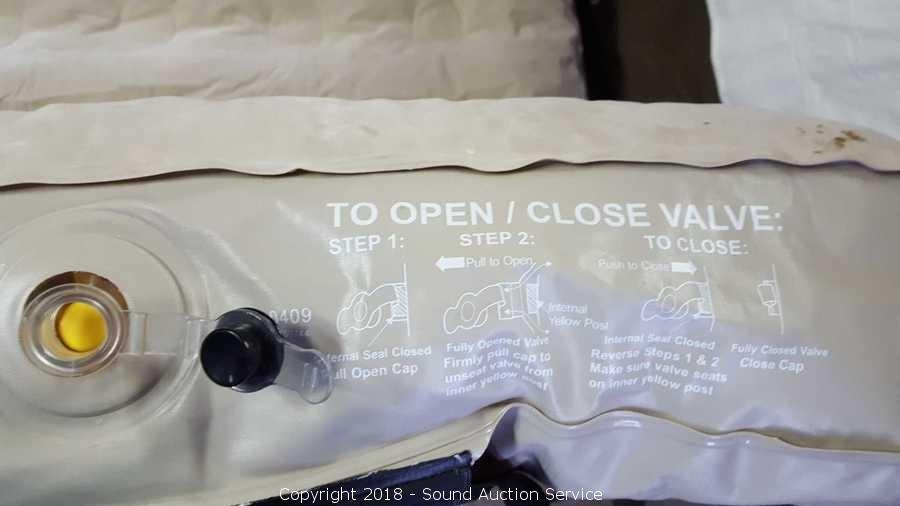 TO OPEN / CLOSE VALVE:
STEP 1:
Internal Seal Closed
Pull Open Cap
STEP 2:
Pull to Open
Internal
Yellow Post
Fully Opened Valve
Firmly pull cap to
unseat valve from
inner yellow post
TO CLOSE:
Push to Close
Internal Seal Closed
Reverse Steps 1 & 2
Make sure valve seats
on inner yellow post
Fully Closed Valve
Close Cap
0409
Copyright 2018 - Sound Auction Service